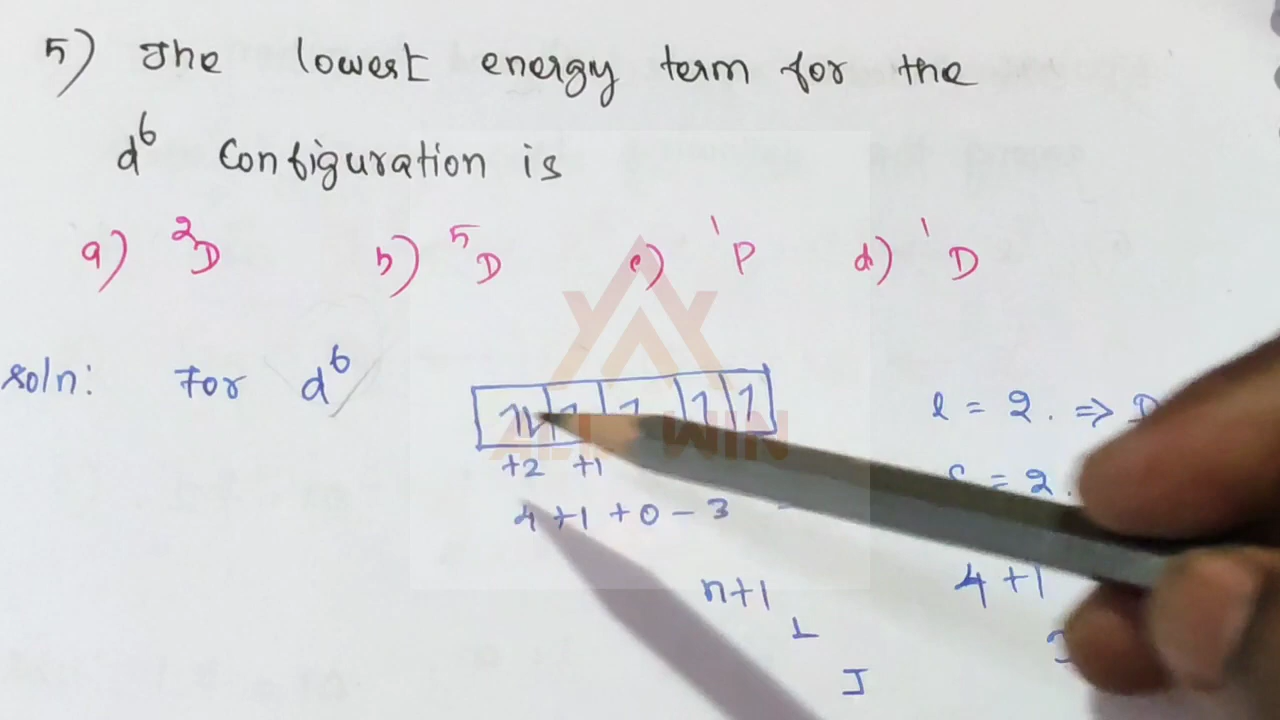 5) The lowest energy term for the
d⁶ Configuration is
a) ²D b) ⁵D c) ¹P d) ¹D
Soln: For d⁶
l = 2. ⇒ D
+2 +1
= 2.
4 +1 +0 -3
n+1
4 +1
L
J